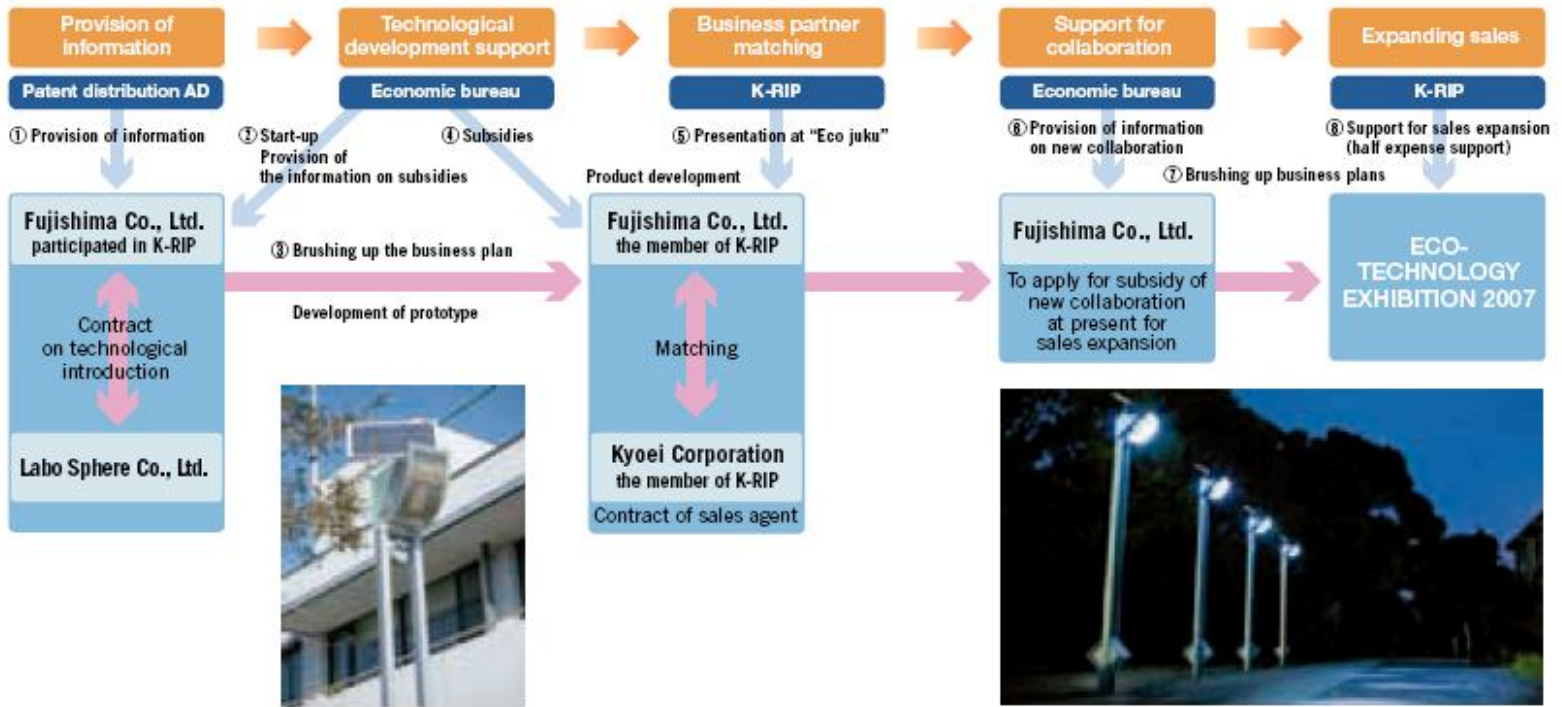 Provision of
information
Technological
development support
Business partner
matching
Support for
collaboration
Expanding sales
Patent distribution AD
Economic bureau
K-RIP
Economic bureau
K-RIP
① Provision of information
② Start-up
Provision of
the information on subsidies
④ Subsidies
⑤ Presentation at “Eco juku”
⑥ Provision of information
on new collaboration
⑧ Support for sales expansion
(half expense support)
⑦ Brushing up business plans
Product development
Fujishima Co., Ltd.
participated in K-RIP
Contract
on technological
introduction
Labo Sphere Co., Ltd.
③ Brushing up the business plan
Development of prototype
Fujishima Co., Ltd.
the member of K-RIP
Matching
Kyoei Corporation
the member of K-RIP
Contract of sales agent
Fujishima Co., Ltd.
To apply for subsidy of
new collaboration
at present for
sales expansion
ECO-
TECHNOLOGY
EXHIBITION 2007